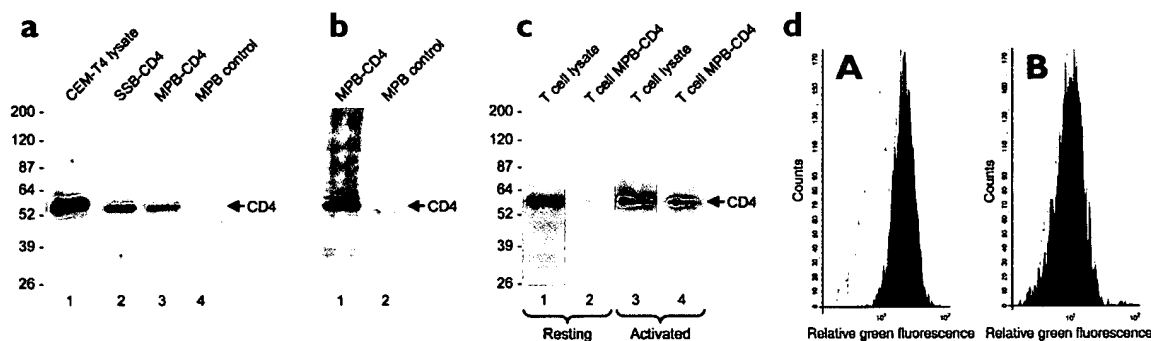 a
CEM-T4 lysate
SSB-CD4
MPB-CD4
MPB control
200 -
120 -
87 -
64 -
52 -
39 -
26 -
CD4
1 2 3 4
b
MPB-CD4
MPB control
CD4
1 2
c
T cell lysate
T cell MPB-CD4
T cell lysate
T cell MPB-CD4
200 -
120 -
87 -
64 -
52 -
39 -
26 -
CD4
1 2 3 4
Resting Activated
d
A
Counts
Relative green fluorescence
B
Counts
Relative green fluorescence